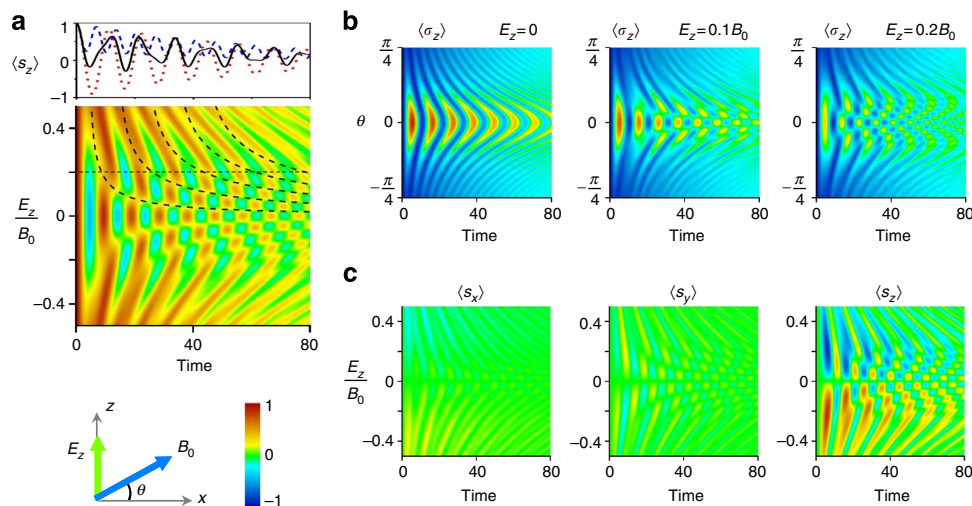 a
1
⟨s_z⟩ 0
−1
0.4
E_z/B_0 0
−0.4
0 40 80
Time
z
E_z B_0
θ
x
1
0
−1
b
⟨σ_z⟩ E_z = 0 ⟨σ_z⟩ E_z = 0.1B_0 ⟨σ_z⟩ E_z = 0.2B_0
π/4 π/4 π/4
θ 0 0 0
−π/4 −π/4 −π/4
0 40 80 0 40 80 0 40 80
Time Time Time
c
⟨s_x⟩ ⟨s_y⟩ ⟨s_z⟩
0.4 0.4 0.4
E_z/B_0 0 0 0
−0.4 −0.4 −0.4
0 40 80 0 40 80 0 40 80
Time Time Time